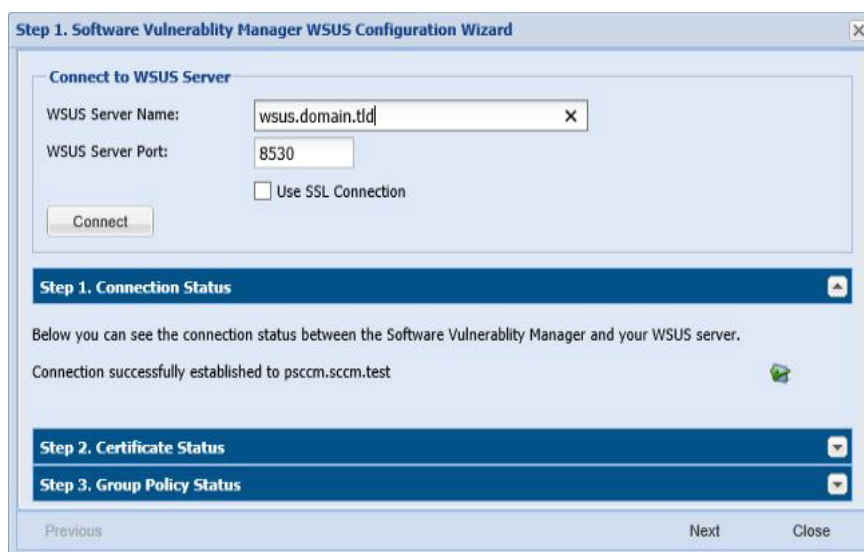 Step 1. Software Vulnerablity Manager WSUS Configuration Wizard
Connect to WSUS Server
WSUS Server Name:
wsus.domain.tld
WSUS Server Port:
8530
Use SSL Connection
Connect
Step 1. Connection Status
Below you can see the connection status between the Software Vulnerablity Manager and your WSUS server.
Connection successfully established to psccm.sccm.test
Step 2. Certificate Status
Step 3. Group Policy Status
Previous Next Close